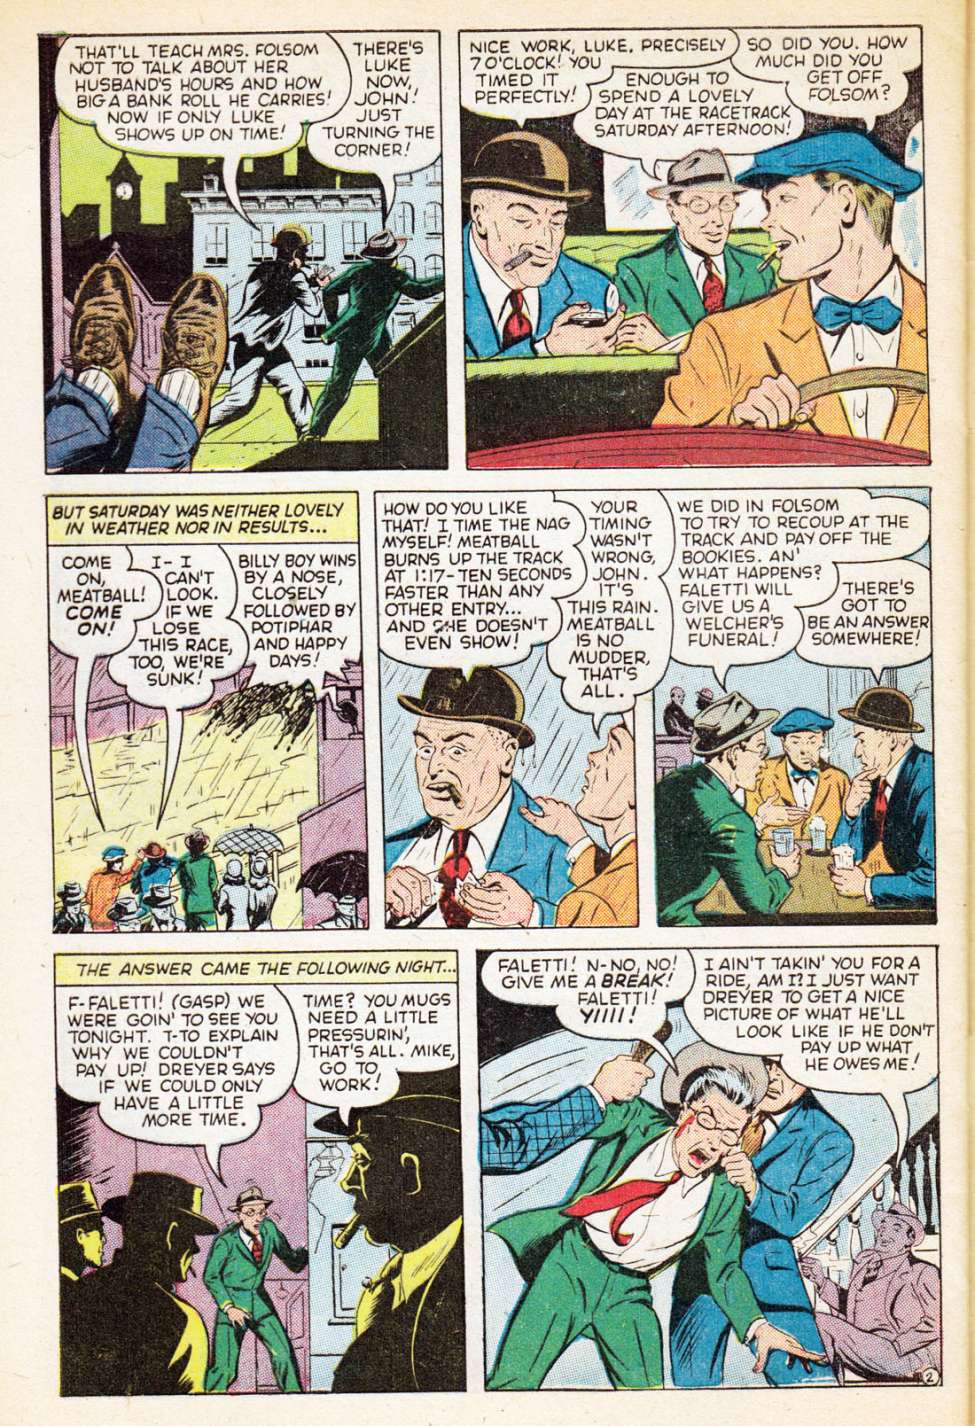 THAT'LL TEACH MRS. FOLSOM
NOT TO TALK ABOUT HER
HUSBAND'S HOURS AND HOW
BIG A BANK ROLL HE CARRIES!
NOW IF ONLY LUKE
SHOWS UP ON TIME!
THERE'S
LUKE
NOW,
JOHN!
JUST
TURNING THE
CORNER!
NICE WORK, LUKE. PRECISELY
7 O'CLOCK! YOU
TIMED IT
PERFECTLY!
ENOUGH TO
SPEND A LOVELY
DAY AT THE RACETRACK
SATURDAY AFTERNOON!
SO DID YOU. HOW
MUCH DID YOU
GET OFF
FOLSOM?
BUT SATURDAY WAS NEITHER LOVELY
IN WEATHER NOR IN RESULTS...
COME
ON,
MEATBALL!
COME
ON!
I-I
CAN'T
LOOK.
IF WE
LOSE
THIS RACE,
TOO, WE'RE
SUNK!
BILLY BOY WINS
BY A NOSE,
CLOSELY
FOLLOWED BY
POTIPHAR
AND HAPPY
DAYS!
HOW DO YOU LIKE
THAT! I TIME THE NAG
MYSELF! MEATBALL
BURNS UP THE TRACK
AT 1:17-TEN SECONDS
FASTER THAN ANY
OTHER ENTRY...
AND SHE DOESN'T
EVEN SHOW!
YOUR
TIMING
WASN'T
WRONG,
JOHN.
IT'S
THIS RAIN.
MEATBALL
IS NO
MUDDER,
THAT'S
ALL.
WE DID IN FOLSOM
TO TRY TO RECOUP AT THE
TRACK AND PAY OFF THE
BOOKIES. AN'
WHAT HAPPENS?
FALETTI WILL
GIVE US A
WELCHER'S
FUNERAL!
THERE'S
GOT TO
BE AN ANSWER
SOMEWHERE!
THE ANSWER CAME THE FOLLOWING NIGHT...
F-FALETTI! (GASP) WE
WERE GOIN' TO SEE YOU
TONIGHT. T-TO EXPLAIN
WHY WE COULDN'T
PAY UP! DREYER SAYS
IF WE COULD ONLY
HAVE A LITTLE
MORE TIME.
TIME? YOU MUGS
NEED A LITTLE
PRESSURIN',
THAT'S ALL. MIKE,
GO TO
WORK!
FALETTI! N-NO, NO!
GIVE ME A BREAK!
FALETTI!
YIIII!
I AIN'T TAKIN' YOU FOR A
RIDE, AM I? I JUST WANT
DREYER TO GET A NICE
PICTURE OF WHAT HE'LL
LOOK LIKE IF HE DON'T
PAY UP WHAT
HE OWES ME!
2